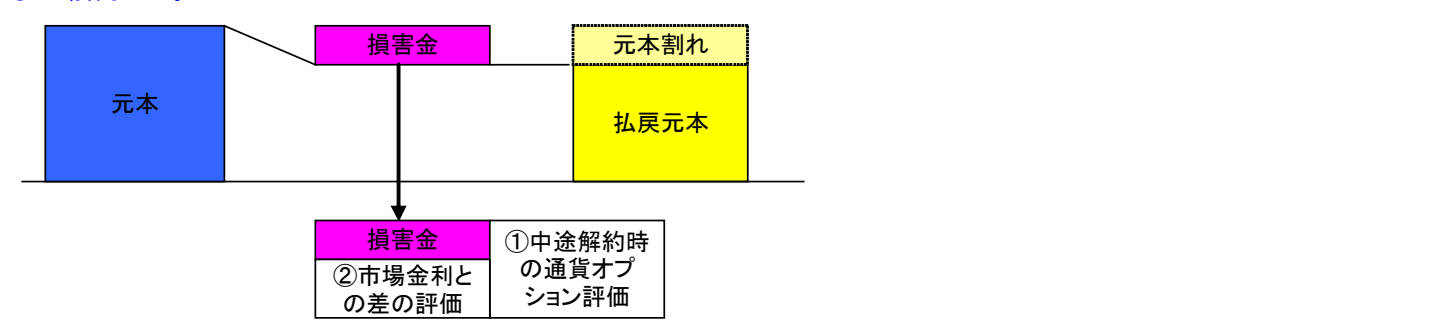 損害金
元本割れ
元本
払戻元本
損害金
①中途解約時
の通貨オプ
ション評価
②市場金利と
の差の評価